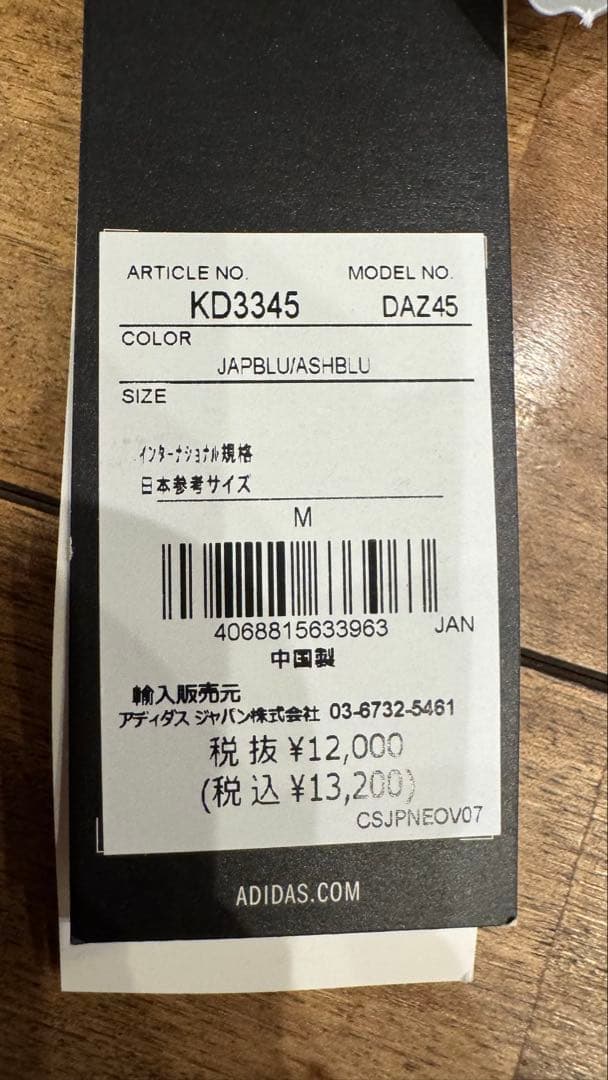 ARTICLE NO. MODEL NO.
KD3345 DAZ45
COLOR
JAPBLU/ASHBLU
SIZE
インターナショナル規格
日本参考サイズ
M
4068815633963 JAN
中国製
輸入販売元
アディダス ジャパン株式会社 03-6732-5461
税抜 ¥12,000
(税込 ¥13,200)
CSJPNEOV07
ADIDAS.COM